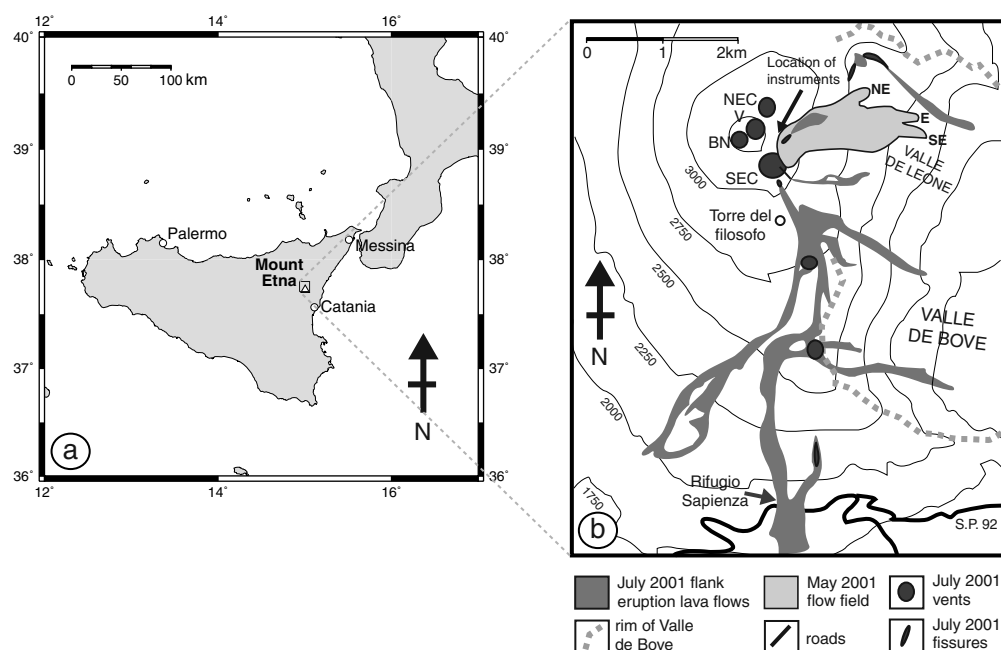 12˚
14˚
16˚
40˚
40˚
0
50
100 km
39˚
39˚
Palermo
Messina
38˚
38˚
Mount
Etna
Catania
37˚
37˚
N
a
36˚
36˚
12˚
14˚
16˚
0
1
2km
Location of
instruments
NE
NEC
V
E
BN
SE
VALLE
DE LEONE
SEC
3000
Torre del
filosofo
2750
2500
VALLE
DE BOVE
N
2250
2000
Rifugio
Sapienza
1750
S.P. 92
b
July 2001 flank
eruption lava flows
May 2001
flow field
July 2001
vents
rim of Valle
de Bove
roads
July 2001
fissures